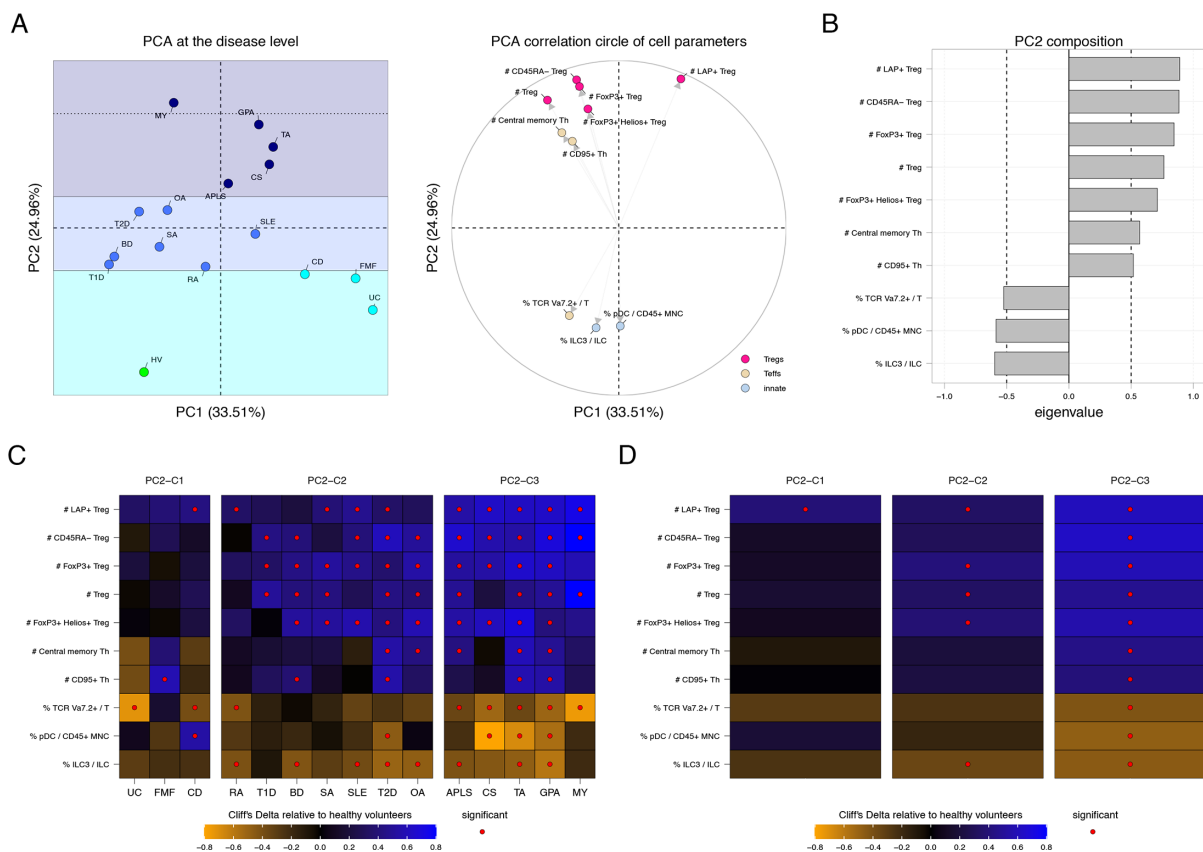 A
PCA at the disease level
MY
GPA
TA
CS
APLS
OA
T2D
SLE
SA
BD
T1D
RA
CD
FMF
UC
HV
PC2 (24.96%)
PC1 (33.51%)
PCA correlation circle of cell parameters
# CD45RA− Treg
# LAP+ Treg
# Treg
# FoxP3+ Treg
# Central memory Th
# FoxP3+ Helios+ Treg
# CD95+ Th
% TCR Va7.2+ / T
% pDC / CD45+ MNC
% ILC3 / ILC
Tregs
Teffs
innate
PC2 (24.96%)
PC1 (33.51%)
B
PC2 composition
# LAP+ Treg
# CD45RA− Treg
# FoxP3+ Treg
# Treg
# FoxP3+ Helios+ Treg
# Central memory Th
# CD95+ Th
% TCR Va7.2+ / T
% pDC / CD45+ MNC
% ILC3 / ILC
−1.0 −0.5 0.0 0.5 1.0
eigenvalue
C
PC2−C1 PC2−C2 PC2−C3
# LAP+ Treg
# CD45RA− Treg
# FoxP3+ Treg
# Treg
# FoxP3+ Helios+ Treg
# Central memory Th
# CD95+ Th
% TCR Va7.2+ / T
% pDC / CD45+ MNC
% ILC3 / ILC
UC FMF CD RA T1D BD SA SLE T2D OA APLS CS TA GPA MY
Cliff's Delta relative to healthy volunteers
−0.8 −0.6 −0.4 −0.2 0.0 0.2 0.4 0.6 0.8
significant
D
PC2−C1 PC2−C2 PC2−C3
# LAP+ Treg
# CD45RA− Treg
# FoxP3+ Treg
# Treg
# FoxP3+ Helios+ Treg
# Central memory Th
# CD95+ Th
% TCR Va7.2+ / T
% pDC / CD45+ MNC
% ILC3 / ILC
Cliff's Delta relative to healthy volunteers
−0.8 −0.6 −0.4 −0.2 0.0 0.2 0.4 0.6 0.8
significant